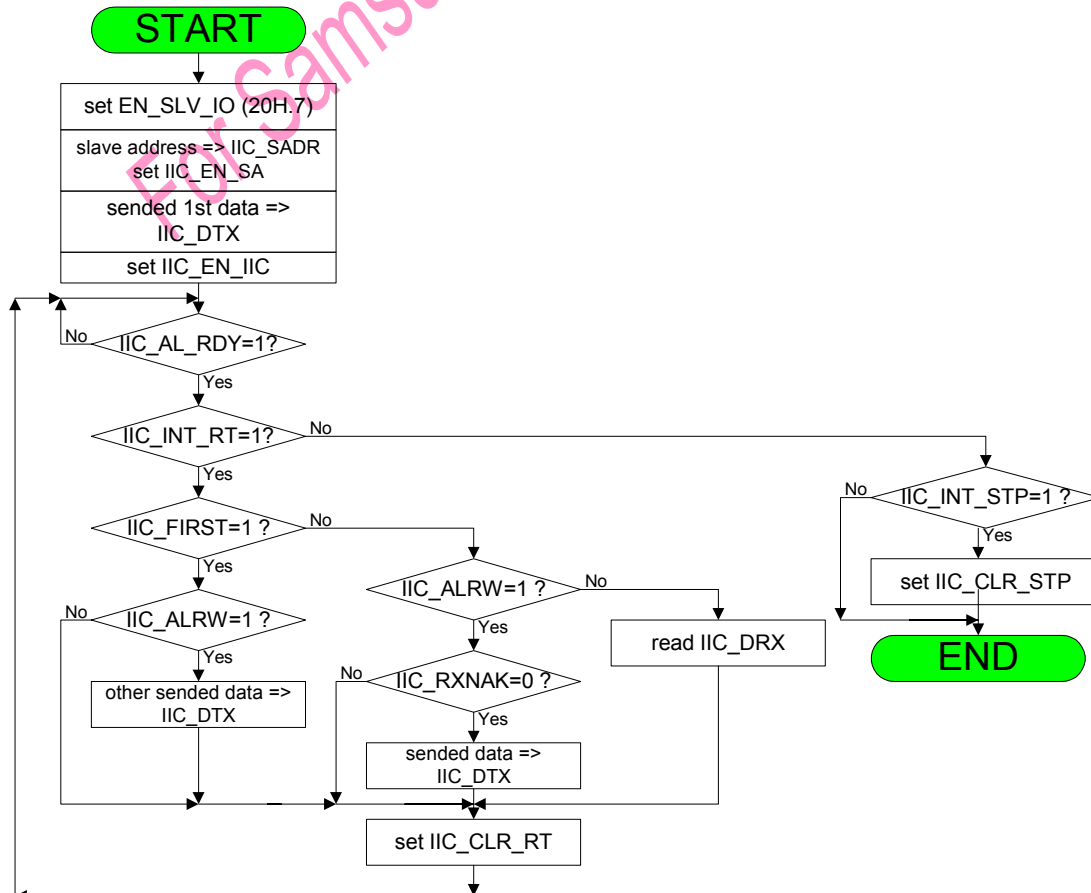 START
For Samsu
set EN_SLV_IO (20H.7)
slave address => IIC_SADR
set IIC_EN_SA
sended 1st data =>
IIC_DTX
set IIC_EN_IIC
No
IIC_AL_RDY=1?
Yes
IIC_INT_RT=1?
No
Yes
No
IIC_INT_STP=1 ?
Yes
IIC_FIRST=1 ?
No
Yes
IIC_ALRW=1 ?
No
Yes
set IIC_CLR_STP
No
IIC_ALRW=1 ?
Yes
read IIC_DRX
END
No
IIC_RXNAK=0 ?
Yes
other sended data =>
IIC_DTX
sended data =>
IIC_DTX
set IIC_CLR_RT